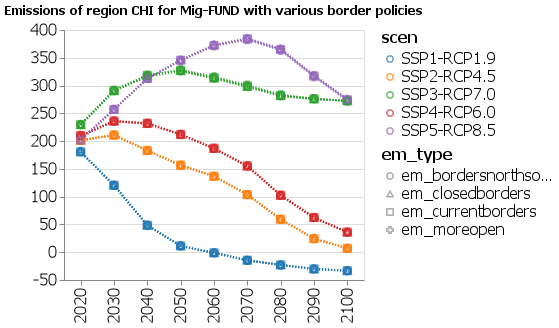 Emissions of region CHI for Mig-FUND with various border policies
400
350
300
250
200
150
100
50
0
-50
2020
2030
2040
2050
2060
2070
2080
2090
2100
scen
SSP1-RCP1.9
SSP2-RCP4.5
SSP3-RCP7.0
SSP4-RCP6.0
SSP5-RCP8.5
em_type
em_bordersnorthso...
em_closedborders
em_currentborders
em_moreopen